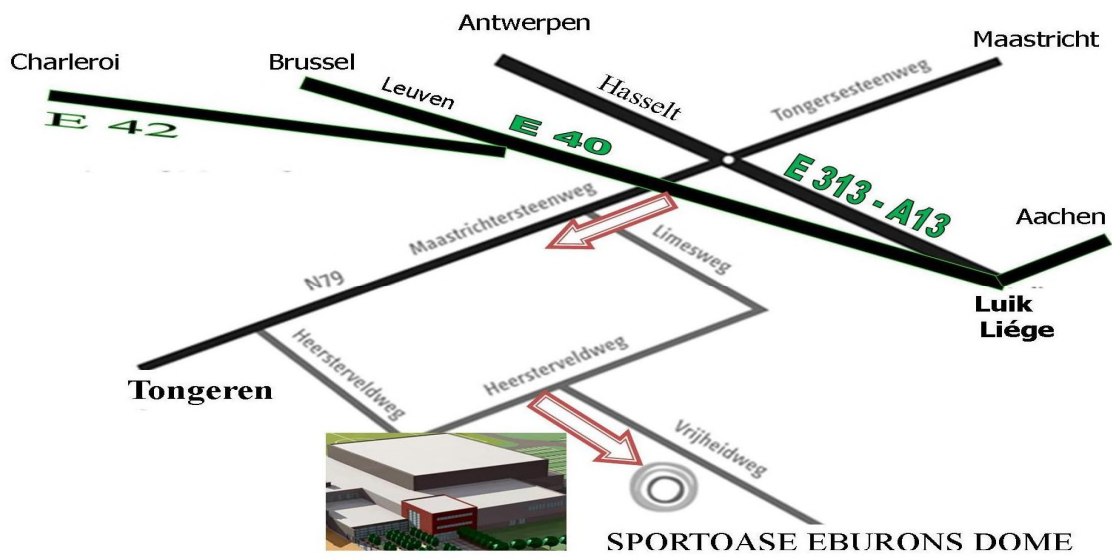 Antwerpen
Maastricht
Charleroi
Brussel
Leuven
Hasselt
Tongersesteenweg
E 42
E 40
E 313 - A13
Aachen
Maastrichtersteenweg
Limesweg
N79
Luik
Liége
Heersterveldweg
Heersterveldweg
Tongeren
Vrijheidweg
SPORTOASE EBURONS DOME